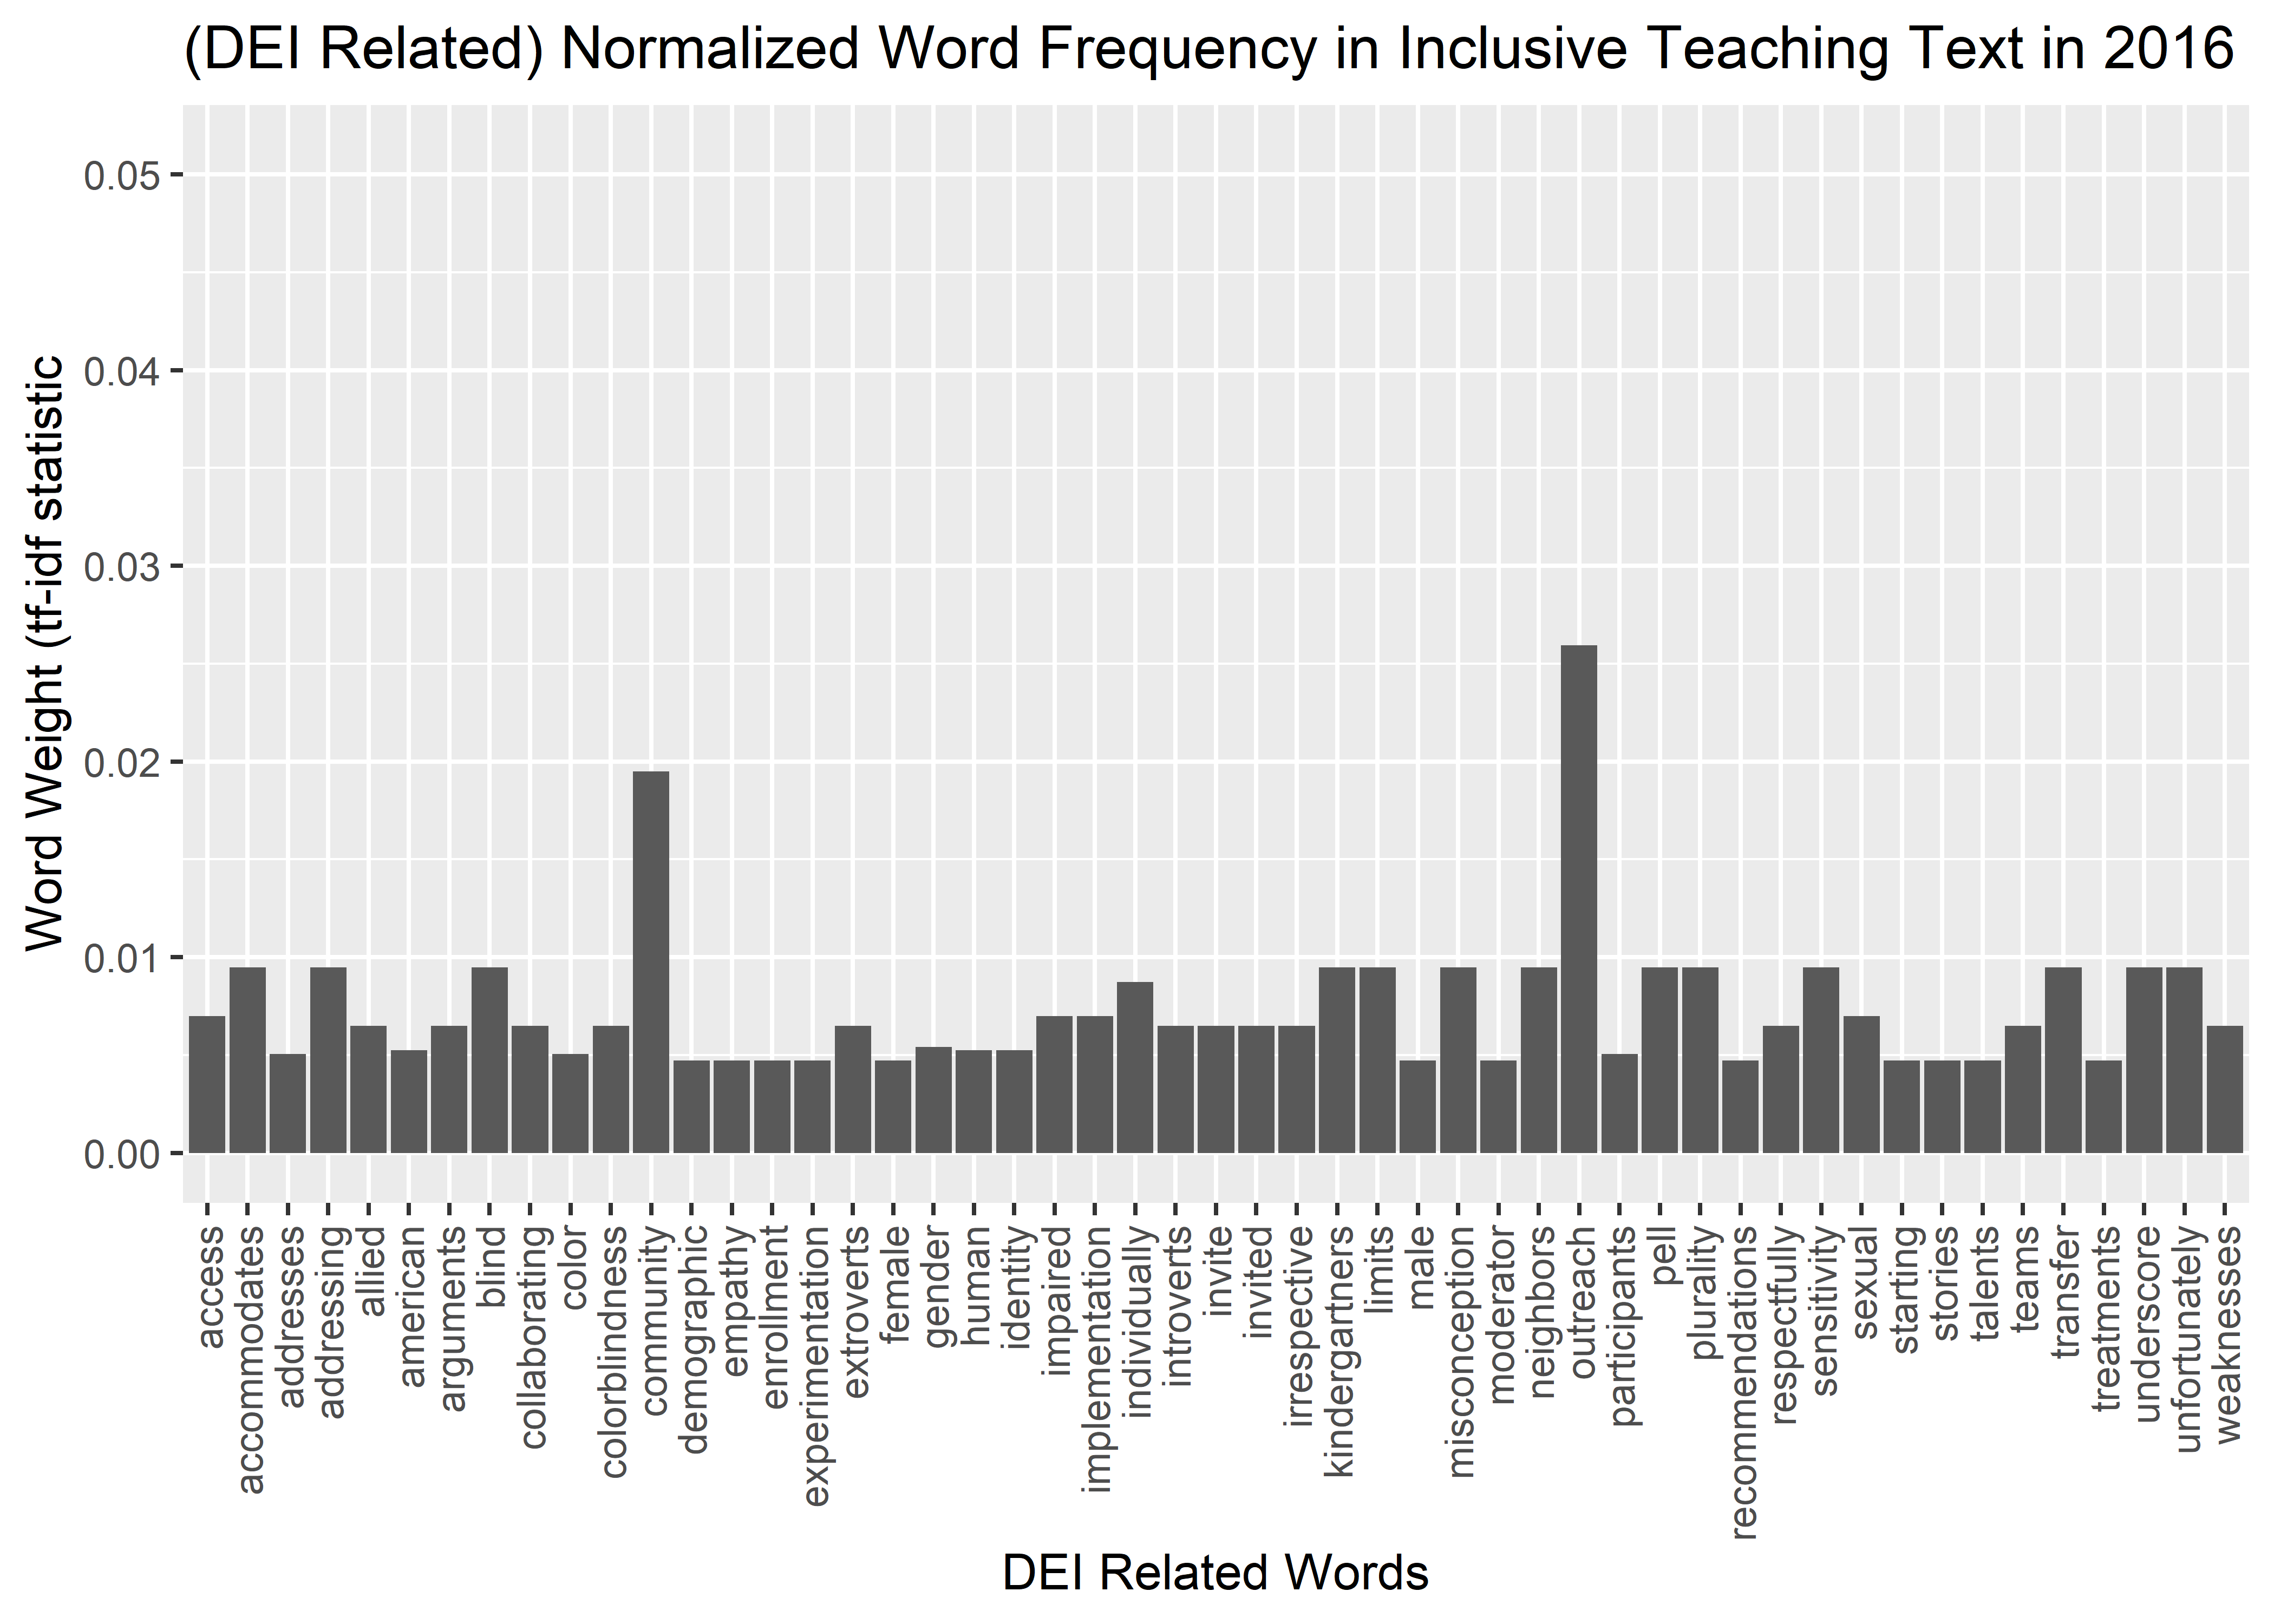 (DEI Related) Normalized Word Frequency in Inclusive Teaching Text in 2016
Word Weight (tf-idf statistic
0.05
0.04
0.03
0.02
0.01
0.00
access
accommodates
addresses
addressing
allied
american
arguments
blind
collaborating
color
colorblindness
community
demographic
empathy
enrollment
experimentation
extroverts
female
gender
human
identity
impaired
implementation
individually
introverts
invite
invited
irrespective
kindergartners
limits
male
misconception
moderator
neighbors
outreach
participants
pell
plurality
recommendations
respectfully
sensitivity
sexual
starting
stories
talents
teams
transfer
treatments
underscore
unfortunately
weaknesses
DEI Related Words